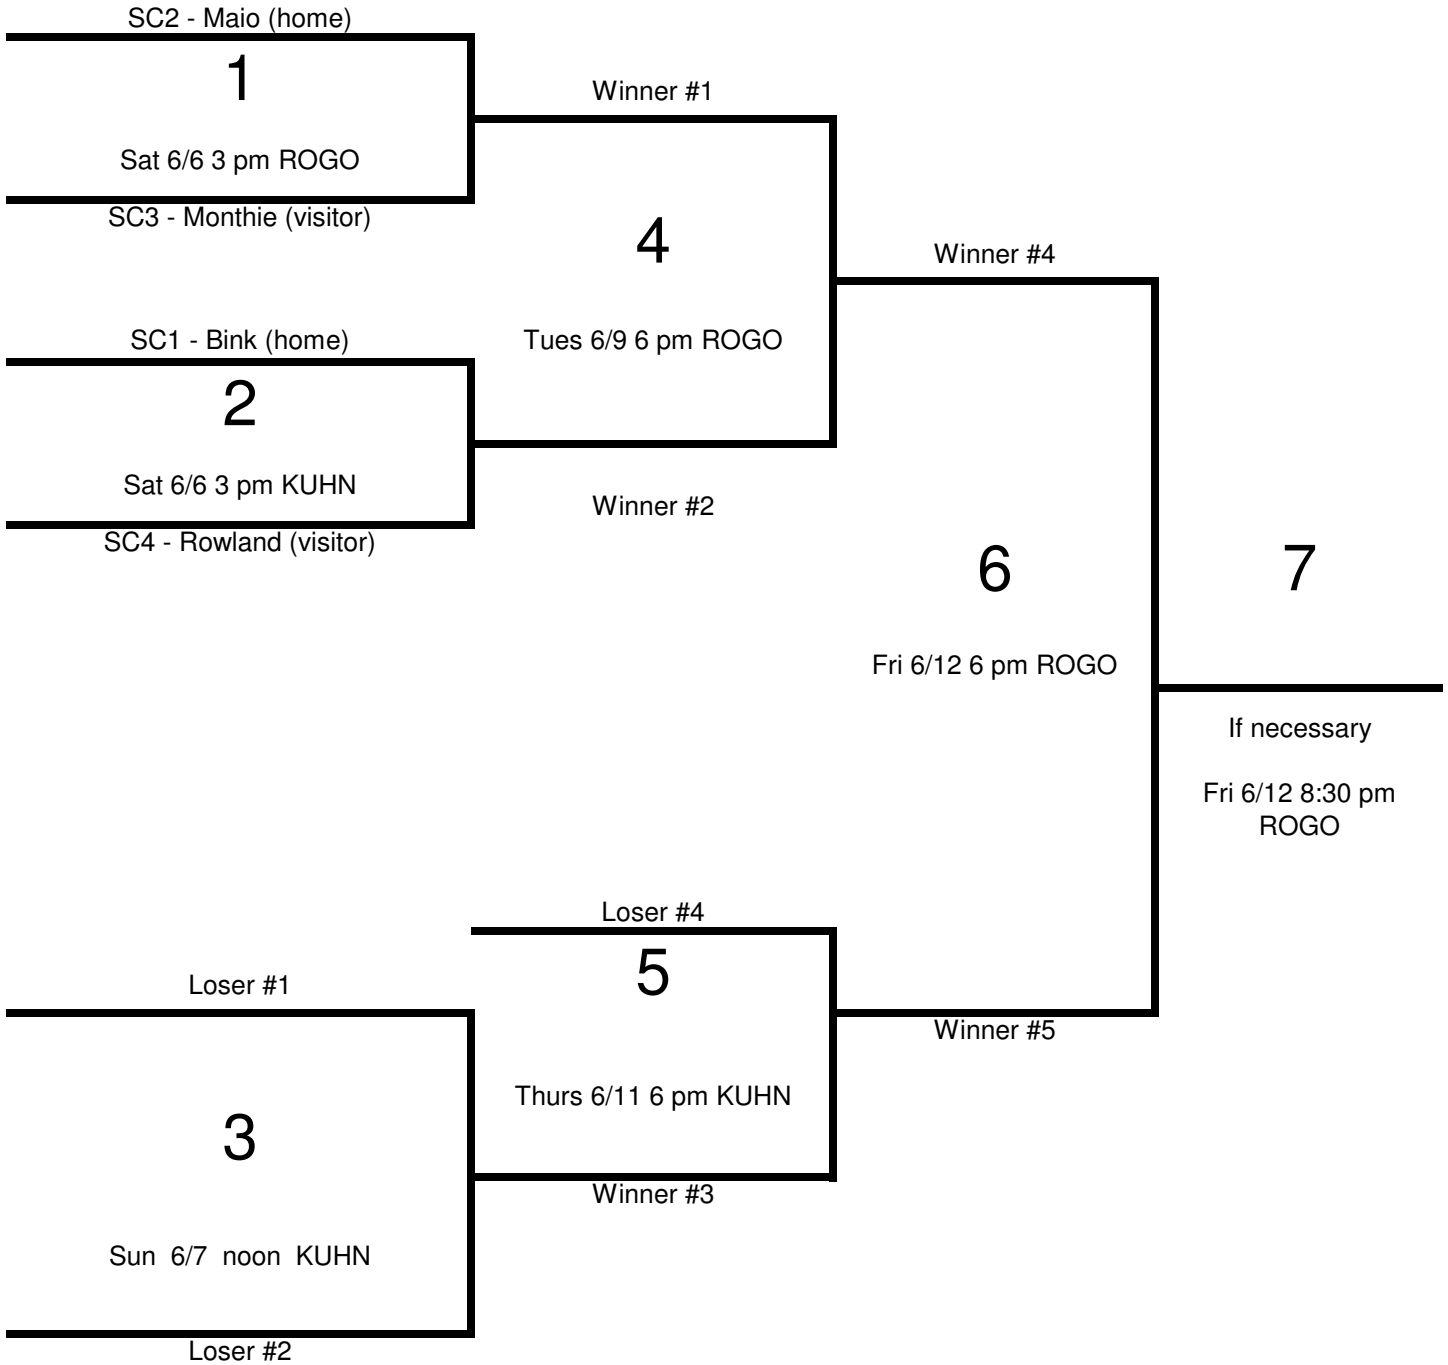 SC2 - Maio (home)
1
Sat 6/6 3 pm ROGO
SC3 - Monthie (visitor)
Winner #1
4
Tues 6/9 6 pm ROGO
SC1 - Bink (home)
2
Sat 6/6 3 pm KUHN
SC4 - Rowland (visitor)
Winner #2
Winner #4
6
Fri 6/12 6 pm ROGO
7
If necessary
Fri 6/12 8:30 pm
ROGO
Loser #4
5
Thurs 6/11 6 pm KUHN
Winner #3
Winner #5
Loser #1
3
Sun 6/7 noon KUHN
Loser #2